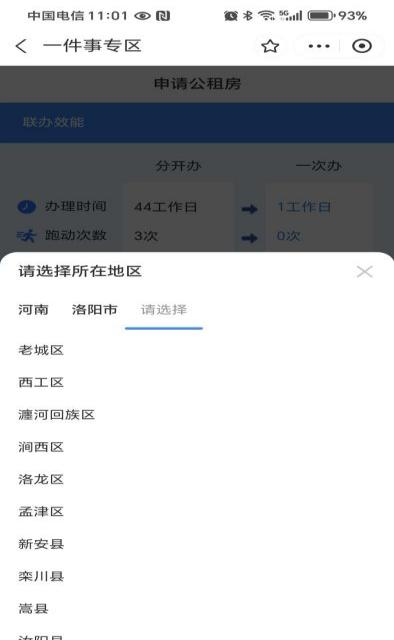 中国电信 11:01 5G 93%
一件事专区
申请公租房
联办效能
分开办 一次办
办理时间 44工作日 1工作日
跑动次数 3次 0次
请选择所在地区
河南 洛阳市 请选择
老城区
西工区
瀍河回族区
涧西区
洛龙区
孟津区
新安县
栾川县
嵩县
汝阳县